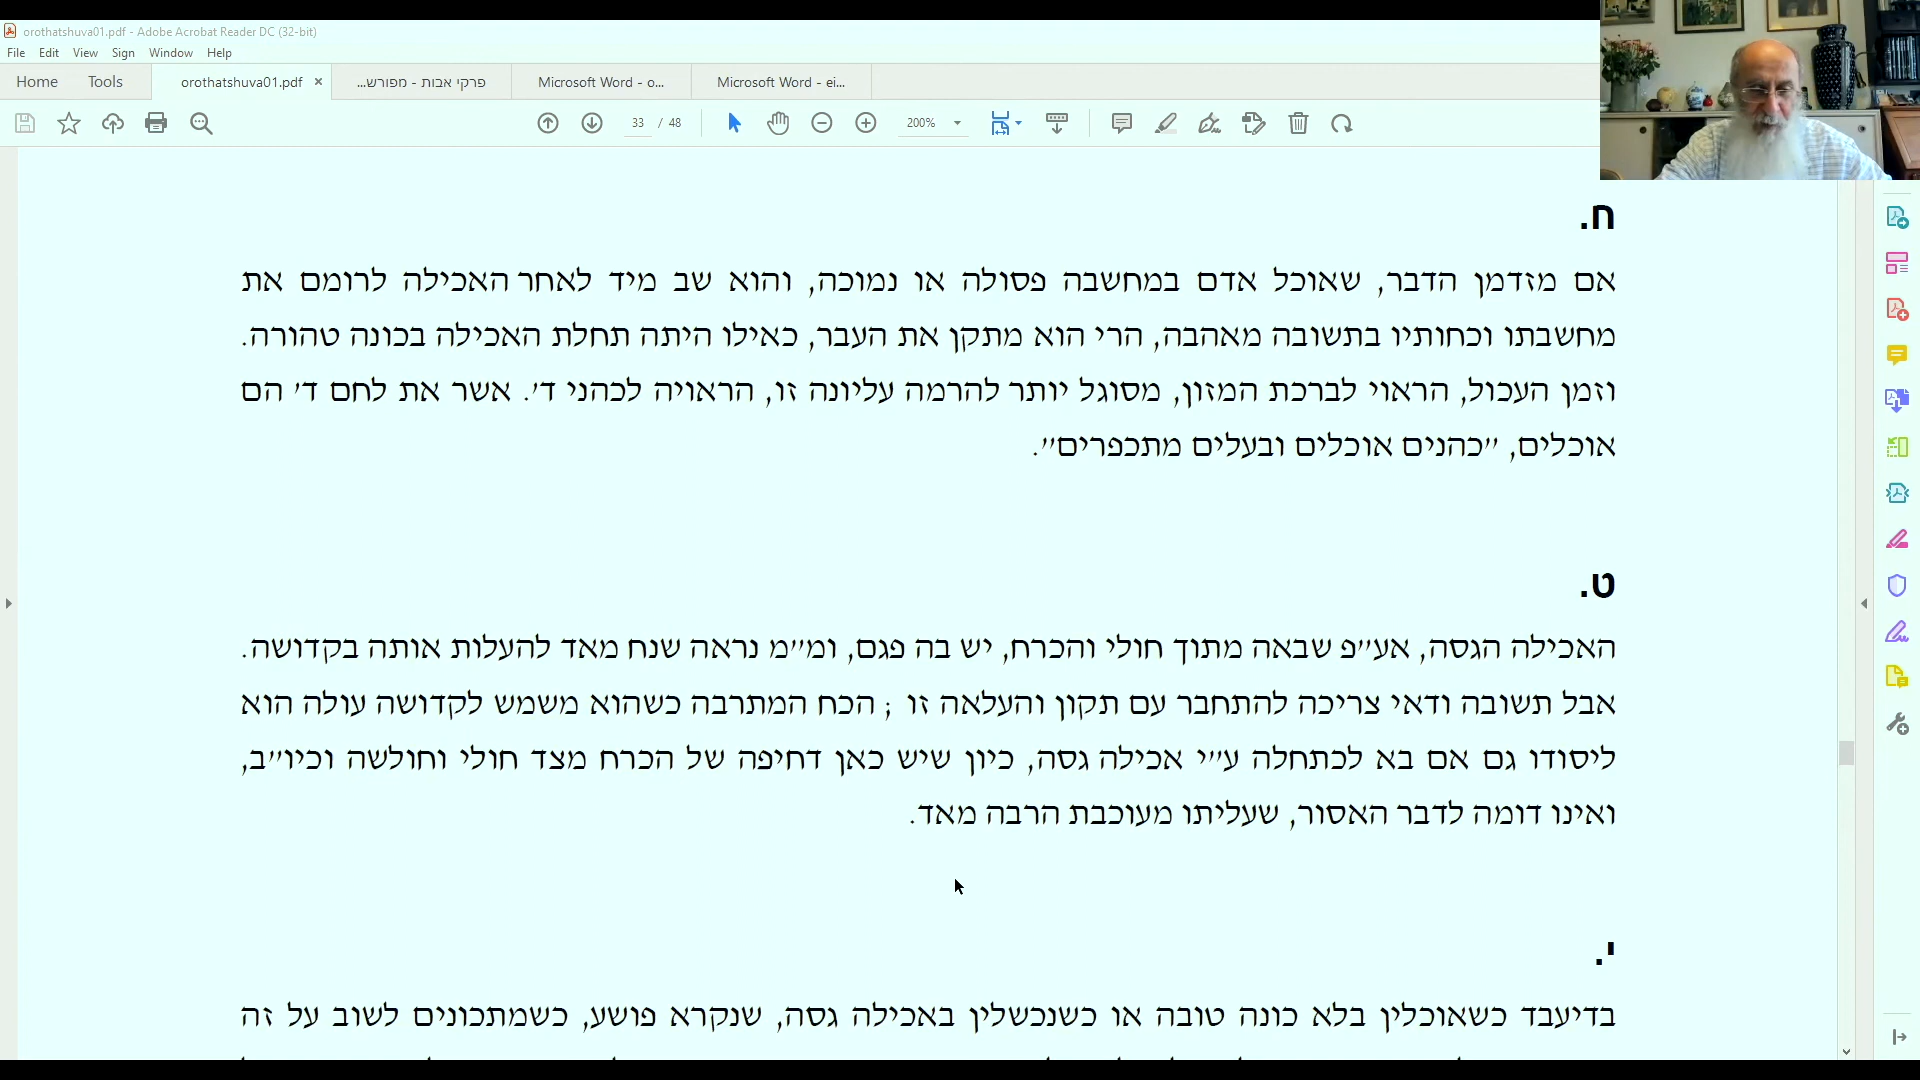 orothatshuva01.pdf - Adobe Acrobat Reader DC (32-bit)
File Edit View Sign Window Help
Home Tools orothatshuva01.pdf × פרקי אבות - מפורש... Microsoft Word - o... Microsoft Word - ei...
33 / 48 200%
ח.
אם מזדמן הדבר, שאוכל אדם במחשבה פסולה או נמוכה, והוא שב מיד לאחר האכילה לרומם את
מחשבתו וכחותיו בתשובה מאהבה, הרי הוא מתקן את העבר, כאילו היתה תחלת האכילה בכונה טהורה.
וזמן העכול, הראוי לברכת המזון, מסוגל יותר להרמה עליונה זו, הראויה לכהני ד׳. אשר את לחם ד׳ הם
אוכלים, ״כהנים אוכלים ובעלים מתכפרים״.
ט.
האכילה הגסה, אע״פ שבאה מתוך חולי והכרח, יש בה פגם, ומ״מ נראה שנח מאד להעלות אותה בקדושה.
אבל תשובה ודאי צריכה להתחבר עם תקון והעלאה זו ; הכח המתרבה כשהוא משמש לקדושה עולה הוא
ליסודו גם אם בא לכתחלה ע״י אכילה גסה, כיון שיש כאן דחיפה של הכרח מצד חולי וחולשה וכיו״ב,
ואינו דומה לדבר האסור, שעליתו מעוכבת הרבה מאד.
י.
בדיעבד כשאוכלין בלא כונה טובה או כשנכשלין באכילה גסה, שנקרא פושע, כשמתכונים לשוב על זה